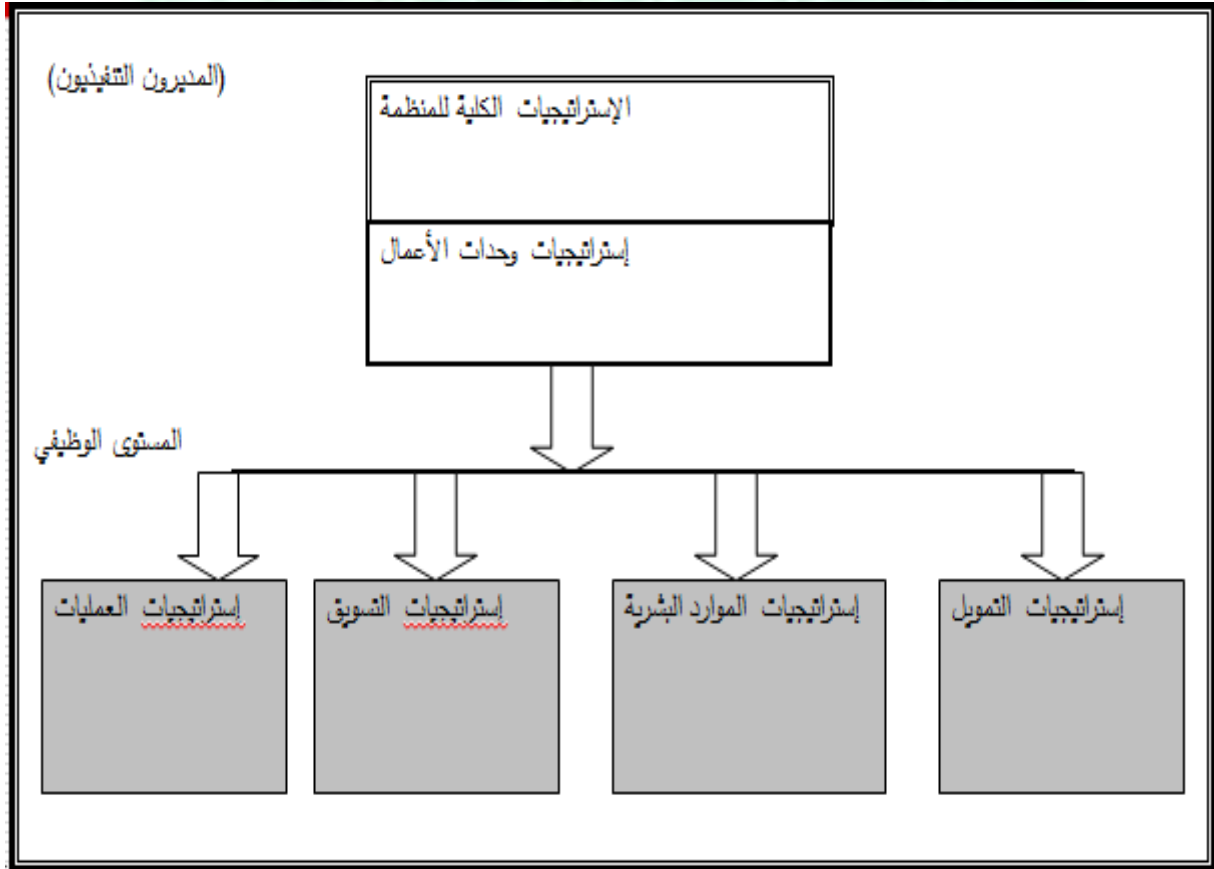 (المديرون التنفيذيون)
الإستراتيجيات الكلية للمنظمة
إستراتيجيات وحدات الأعمال
المستوى الوظيفي
إستراتيجيات التمويل
إستراتيجيات الموارد البشرية
إستراتيجيات التسويق
إستراتيجيات العمليات